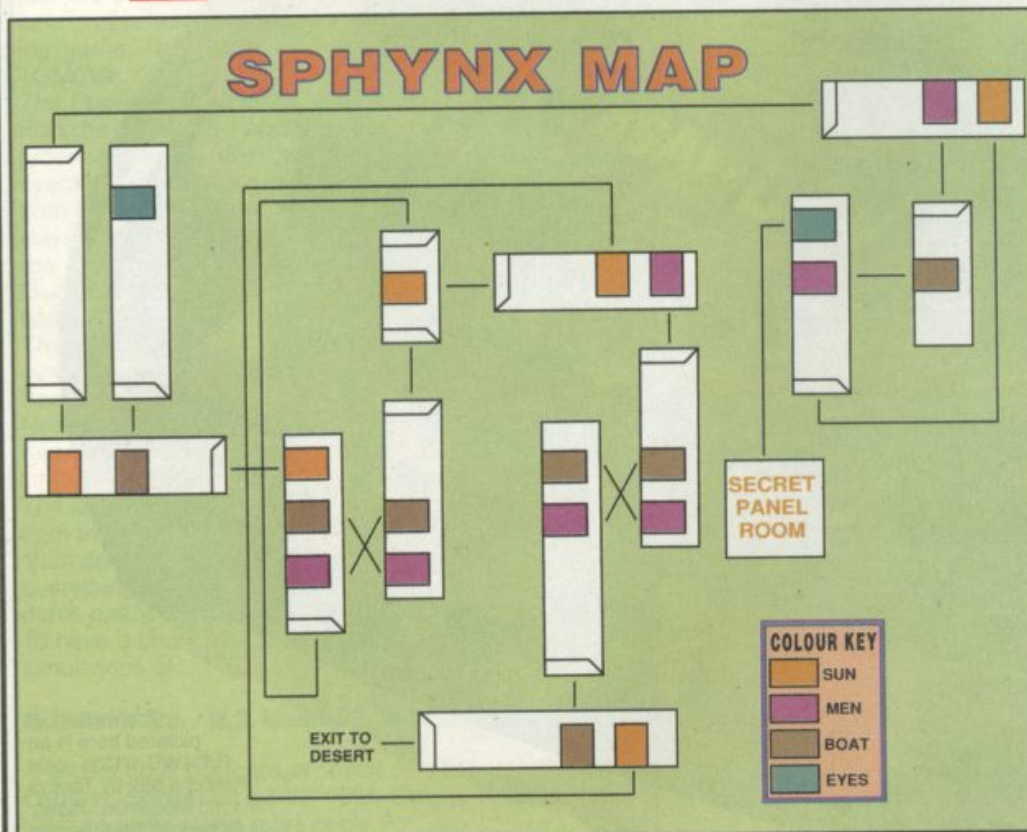 SPHYNX MAP
SECRET
PANEL
ROOM
COLOUR KEY
SUN
MEN
BOAT
EYES
EXIT TO
DESERT